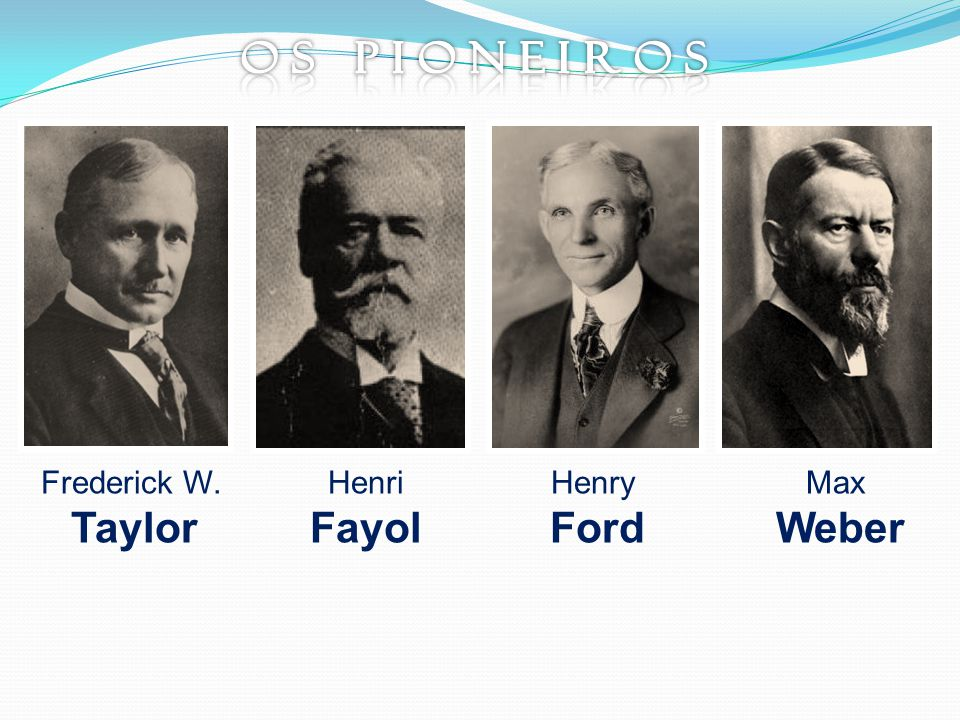 OS PIONEIROS
Frederick W.
Taylor
Henri
Fayol
Henry
Ford
Max
Weber